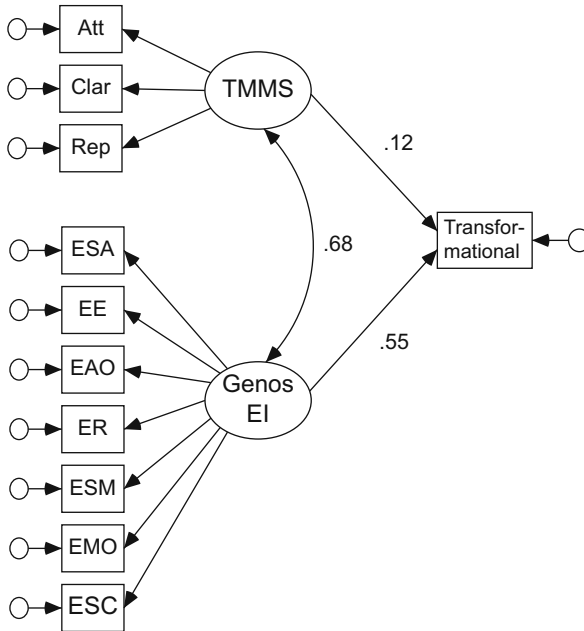 Att
Clar
Rep
TMMS
.12
Transfor-
mational
.68
ESA
EE
EAO
ER
ESM
EMO
ESC
Genos
EI
.55